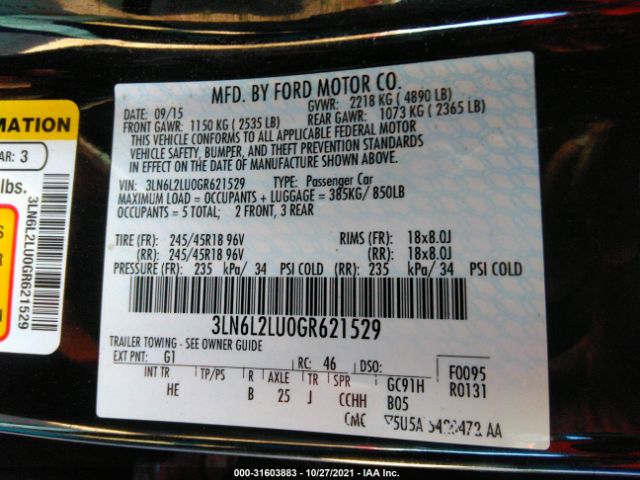 MFD. BY FORD MOTOR CO.
DATE: 09/15 GVWR: 2218 KG ( 4890 LB)
FRONT GAWR: 1150 KG ( 2535 LB) REAR GAWR: 1073 KG ( 2365 LB)
THIS VEHICLE CONFORMS TO ALL APPLICABLE FEDERAL MOTOR
VEHICLE SAFETY, BUMPER, AND THEFT PREVENTION STANDARDS
IN EFFECT ON THE DATE OF MANUFACTURE SHOWN ABOVE.
VIN: 3LN6L2LU0GR621529 TYPE: Passenger Car
MAXIMUM LOAD = OCCUPANTS + LUGGAGE = 385KG/ 850LB
OCCUPANTS = 5 TOTAL; 2 FRONT, 3 REAR
TIRE (FR): 245/45R18 96V RIMS (FR): 18x8.0J
(RR): 245/45R18 96V (RR): 18x8.0J
PRESSURE (FR): 235 kPa/ 34 PSI COLD (RR): 235 kPa/ 34 PSI COLD
3LN6L2LU0GR621529
TRAILER TOWING - SEE OWNER GUIDE
EXT PNT: G1 RC: 46 DSO: F0095
INT TR TP/PS R AXLE TR SPR GC91H R0131
HE B 25 J CCHH B05
CMC
AA
MATION
AR: 3
lbs.
3LN6L2LU0GR621529
000-31603883 - 10/27/2021 - IAA Inc.